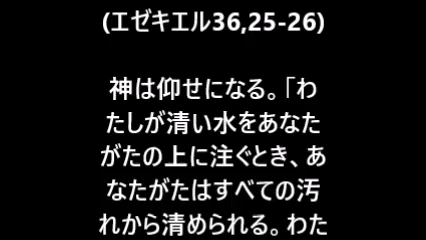 (エゼキエル36,25-26)
神は仰せになる。「わ
たしが清い水をあなた
がたの上に注ぐとき、あ
なたがたはすべての汚
れから清められる。わた